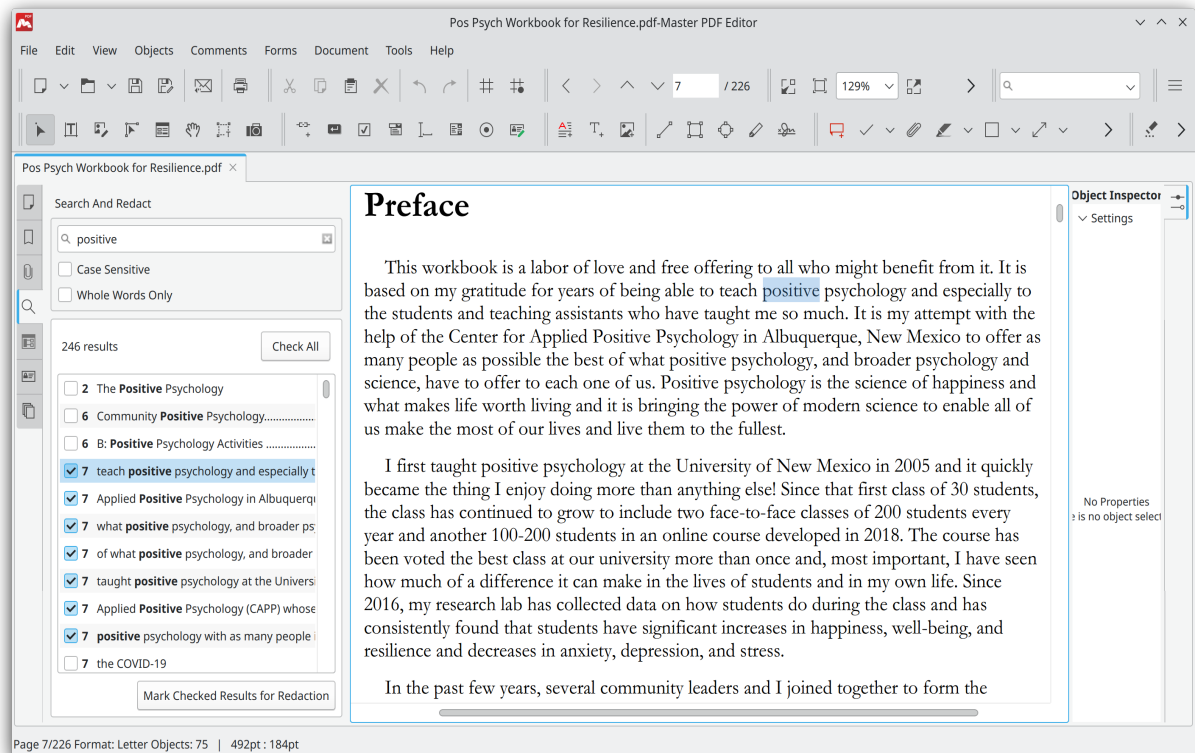 Pos Psych Workbook for Resilience.pdf-Master PDF Editor
File Edit View Objects Comments Forms Document Tools Help
7 / 226 129%
Pos Psych Workbook for Resilience.pdf
Search And Redact
positive
Case Sensitive
Whole Words Only
246 results Check All
2 The Positive Psychology
6 Community Positive Psychology................
6 B: Positive Psychology Activities ................
7 teach positive psychology and especially t
7 Applied Positive Psychology in Albuquerqu
7 what positive psychology, and broader ps
7 of what positive psychology, and broader
7 taught positive psychology at the Universi
7 Applied Positive Psychology (CAPP) whose
7 positive psychology with as many people i
7 the COVID-19
Mark Checked Results for Redaction
Preface
This workbook is a labor of love and free offering to all who might benefit from it. It is
based on my gratitude for years of being able to teach positive psychology and especially to
the students and teaching assistants who have taught me so much. It is my attempt with the
help of the Center for Applied Positive Psychology in Albuquerque, New Mexico to offer as
many people as possible the best of what positive psychology, and broader psychology and
science, have to offer to each one of us. Positive psychology is the science of happiness and
what makes life worth living and it is bringing the power of modern science to enable all of
us make the most of our lives and live them to the fullest.
I first taught positive psychology at the University of New Mexico in 2005 and it quickly
became the thing I enjoy doing more than anything else! Since that first class of 30 students,
the class has continued to grow to include two face-to-face classes of 200 students every
year and another 100-200 students in an online course developed in 2018. The course has
been voted the best class at our university more than once and, most important, I have seen
how much of a difference it can make in the lives of students and in my own life. Since
2016, my research lab has collected data on how students do during the class and has
consistently found that students have significant increases in happiness, well-being, and
resilience and decreases in anxiety, depression, and stress.
In the past few years, several community leaders and I joined together to form the
Object Inspector
Settings
No Properties
e is no object select
Page 7/226 Format: Letter Objects: 75 | 492pt : 184pt